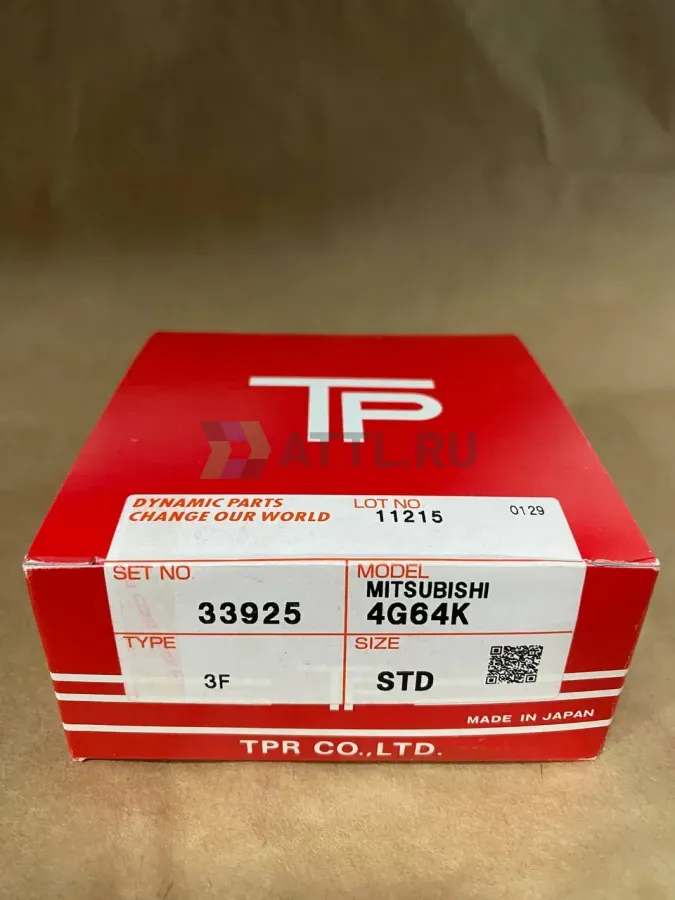 TP
ATTL.RU
DYNAMIC PARTS
CHANGE OUR WORLD
LOT NO.
11215
0129
SET NO.
33925
MODEL
MITSUBISHI
4G64K
TYPE
3F
SIZE
STD
MADE IN JAPAN
TPR CO.,LTD.